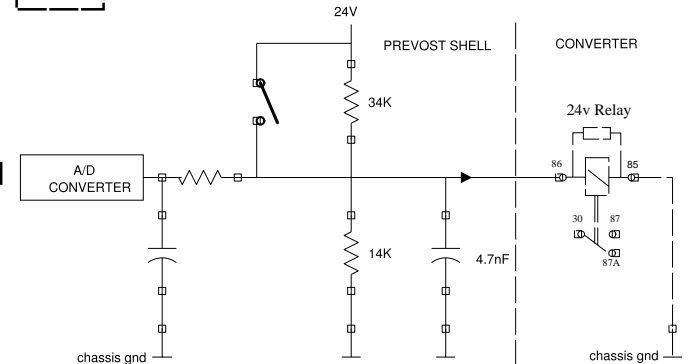 24V
PREVOST SHELL
CONVERTER
34K
24v Relay
A/D
CONVERTER
86
85
30
87
87A
14K
4.7nF
chassis gnd
chassis gnd